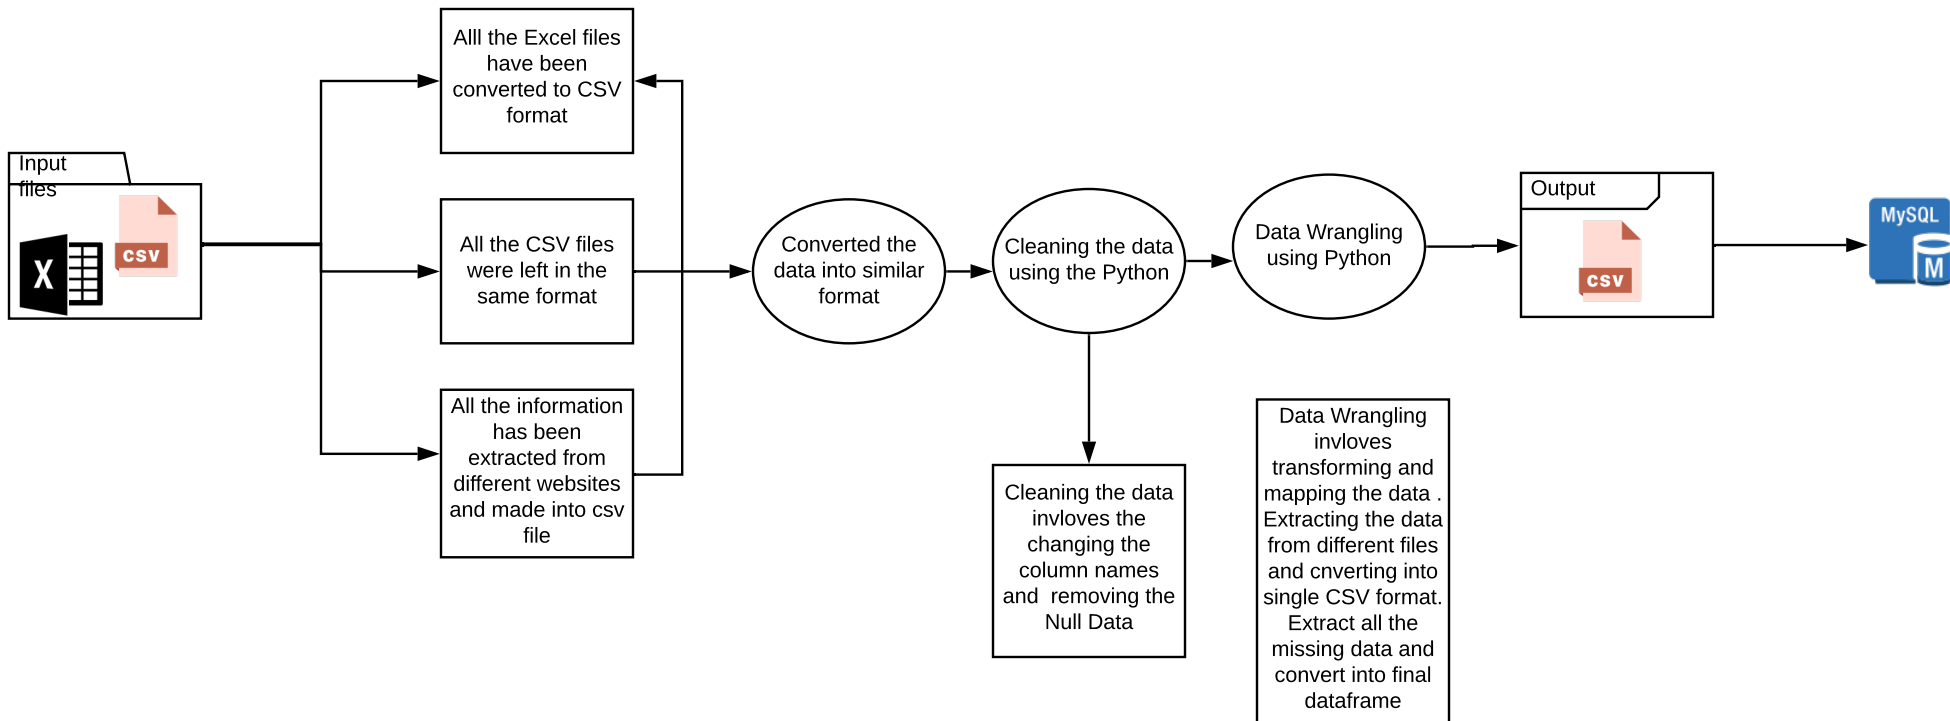 Input
files
X
csv
Alll the Excel files
have been
converted to CSV
format
All the CSV files
were left in the
same format
All the information
has been
extracted from
different websites
and made into csv
file
Converted the
data into similar
format
Cleaning the data
using the Python
Cleaning the data
invloves the
changing the
column names
and  removing the
Null Data
Data Wrangling
using Python
Data Wrangling
invloves
transforming and
mapping the data .
Extracting the data
from different files
and cnverting into
single CSV format.
Extract all the
missing data and
convert into final
dataframe
Output
csv
MySQL
M